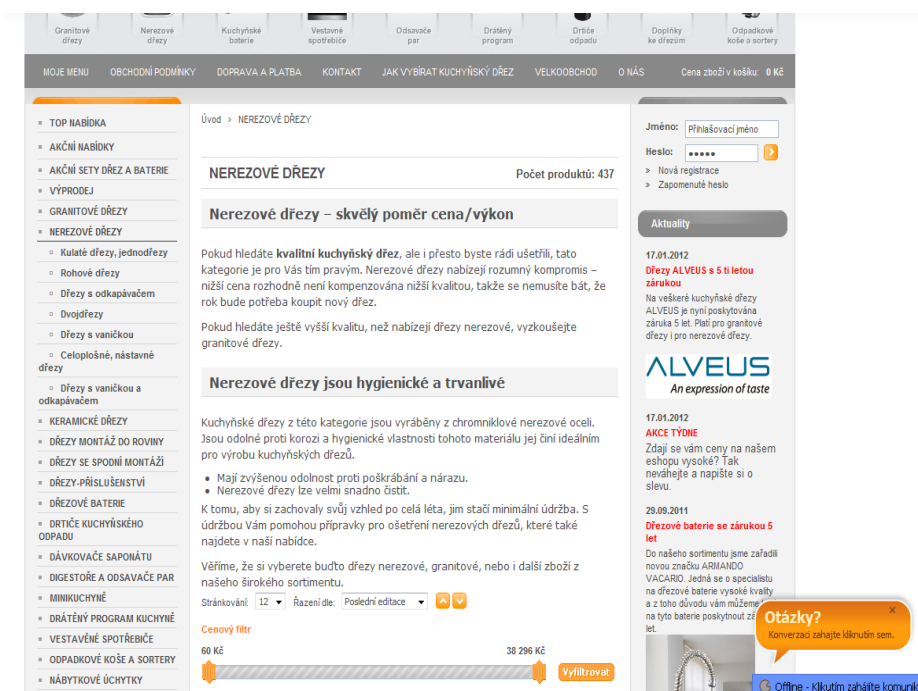 Granitové dřezy
Nerezové dřezy
Kuchyňské baterie
Vestavné spotřebiče
Odsavače par
Drátěný program
Drtiče odpadu
Doplňky ke dřezům
Odpadkové koše a sortery
MOJE MENU OBCHODNÍ PODMÍNKY DOPRAVA A PLATBA KONTAKT JAK VYBÍRAT KUCHYŇSKÝ DŘEZ VELKOOBCHOD O NÁS Cena zboží v košíku: 0 Kč
TOP NABÍDKA
AKČNÍ NABÍDKY
AKČNÍ SETY DŘEZ A BATERIE
VÝPRODEJ
GRANITOVÉ DŘEZY
NEREZOVÉ DŘEZY
Kulaté dřezy, jednodřezy
Rohové dřezy
Dřezy s odkapávačem
Dvojdřezy
Dřezy s vaničkou
Celoplošné, nástavné
dřezy
Dřezy s vaničkou a
odkapávačem
KERAMICKÉ DŘEZY
DŘEZY MONTÁŽ DO ROVINY
DŘEZY SE SPODNÍ MONTÁŽÍ
DŘEZY-PŘÍSLUŠENSTVÍ
DŘEZOVÉ BATERIE
DRTIČE KUCHYŇSKÉHO
ODPADU
DÁVKOVAČE SAPONÁTU
DIGESTOŘE A ODSAVAČE PAR
MINIKUCHYNĚ
DRÁTĚNÝ PROGRAM KUCHYNĚ
VESTAVĚNÉ SPOTŘEBIČE
ODPADKOVÉ KOŠE A SORTERY
NÁBYTKOVÉ ÚCHYTKY
Úvod > NEREZOVÉ DŘEZY
NEREZOVÉ DŘEZY Počet produktů: 437
Nerezové dřezy – skvělý poměr cena/výkon
Pokud hledáte kvalitní kuchyňský dřez, ale i přesto byste rádi ušetřili, tato
kategorie je pro Vás tím pravým. Nerezové dřezy nabízejí rozumný kompromis –
nižší cena rozhodně není kompenzována nižší kvalitou, takže se nemusíte bát, že
rok bude potřeba koupit nový dřez.
Pokud hledáte ještě vyšší kvalitu, než nabízejí dřezy nerezové, vyzkoušejte
granitové dřezy.
Nerezové dřezy jsou hygienické a trvanlivé
Kuchyňské dřezy z této kategorie jsou vyráběny z chromniklové nerezové oceli.
Jsou odolné proti korozi a hygienické vlastnosti tohoto materiálu jej činí ideálním
pro výrobu kuchyňských dřezů.
• Mají zvýšenou odolnost proti poškrábání a nárazu.
• Nerezové dřezy lze velmi snadno čistit.
K tomu, aby si zachovaly svůj vzhled po celá léta, jim stačí minimální údržba. S
údržbou Vám pomohou přípravky pro ošetření nerezových dřezů, které také
najdete v naší nabídce.
Věříme, že si vyberete buďto dřezy nerezové, granitové, nebo i další zboží z
našeho širokého sortimentu.
Stránkování: 12 Řazení dle: Poslední editace
Cenový filtr
60 Kč 38 296 Kč
Vyfiltrovat
Jméno: Přihlašovací jméno
Heslo: •••••
» Nová registrace
» Zapomenuté heslo
Aktuality
17.01.2012
Dřezy ALVEUS s 5 ti letou
zárukou
Na veškeré kuchyňské dřezy
ALVEUS je nyní poskytována
záruka 5 let. Platí pro granitové
dřezy i pro nerezové dřezy.
ALVEUS
An expression of taste
17.01.2012
AKCE TÝDNE
Zdají se vám ceny na našem
eshopu vysoké? Tak
neváhejte a napište si o
slevu.
29.09.2011
Dřezové baterie se zárukou 5
let
Do našeho sortimentu jsme zařadili
novou značku ARMANDO
VACARIO. Jedná se o specialistu
na dřezové baterie vysoké kvality
a z toho důvodu vám můžeme
na tyto baterie poskytnout
let.
Otázky? x
Konverzaci zahajte kliknutím sem.
Offline - Kliknutím zahájíte komunik